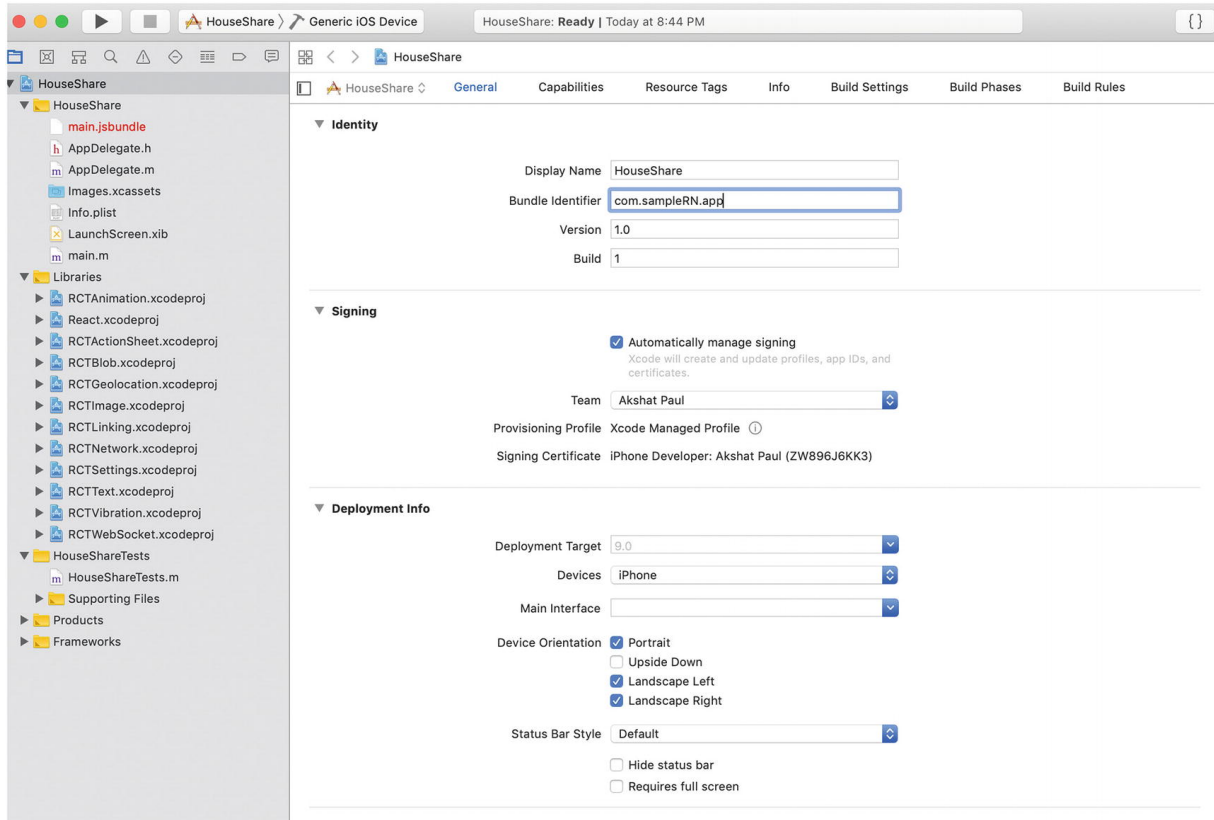 HouseShare Generic iOS Device
HouseShare: Ready | Today at 8:44 PM
{ }
HouseShare
HouseShare
main.jsbundle
AppDelegate.h
AppDelegate.m
Images.xcassets
Info.plist
LaunchScreen.xib
main.m
Libraries
RCTAnimation.xcodeproj
React.xcodeproj
RCTActionSheet.xcodeproj
RCTBlob.xcodeproj
RCTGeolocation.xcodeproj
RCTImage.xcodeproj
RCTLinking.xcodeproj
RCTNetwork.xcodeproj
RCTSettings.xcodeproj
RCTText.xcodeproj
RCTVibration.xcodeproj
RCTWebSocket.xcodeproj
HouseShareTests
HouseShareTests.m
Supporting Files
Products
Frameworks
HouseShare
HouseShare General Capabilities Resource Tags Info Build Settings Build Phases Build Rules
Identity
Display Name HouseShare
Bundle Identifier com.sampleRN.app
Version 1.0
Build 1
Signing
Automatically manage signing
Xcode will create and update profiles, app IDs, and
certificates.
Team Akshat Paul
Provisioning Profile Xcode Managed Profile
Signing Certificate iPhone Developer: Akshat Paul (ZW896J6KK3)
Deployment Info
Deployment Target 9.0
Devices iPhone
Main Interface
Device Orientation Portrait
Upside Down
Landscape Left
Landscape Right
Status Bar Style Default
Hide status bar
Requires full screen